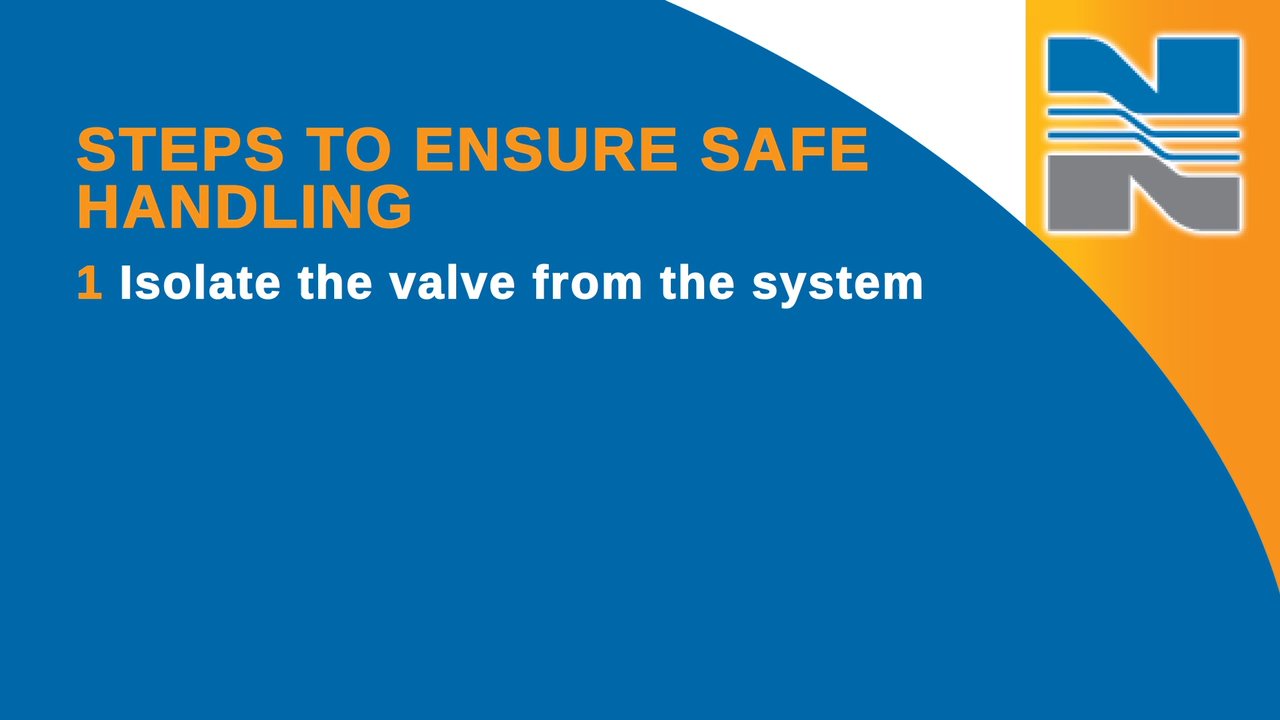 STEPS TO ENSURE SAFE
HANDLING
1 Isolate the valve from the system